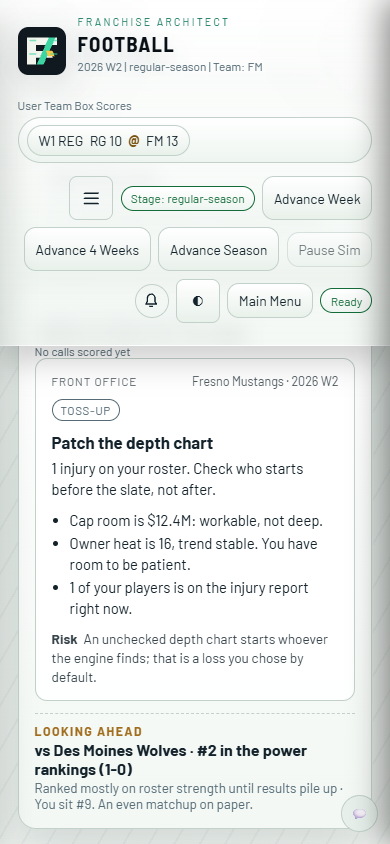 FRANCHISE ARCHITECT
FOOTBALL
2026 W2 | regular-season | Team: FM
User Team Box Scores
W1 REG RG 10 @ FM 13
Stage: regular-season
Advance Week
Advance 4 Weeks
Advance Season
Pause Sim
Main Menu
Ready
No calls scored yet
FRONT OFFICE
Fresno Mustangs · 2026 W2
TOSS-UP
Patch the depth chart
1 injury on your roster. Check who starts
before the slate, not after.
• Cap room is $12.4M: workable, not deep.
• Owner heat is 16, trend stable. You have
room to be patient.
• 1 of your players is on the injury report
right now.
Risk An unchecked depth chart starts whoever
the engine finds; that is a loss you chose by
default.
LOOKING AHEAD
vs Des Moines Wolves · #2 in the power
rankings (1-0)
Ranked mostly on roster strength until results pile up ·
You sit #9. An even matchup on paper.